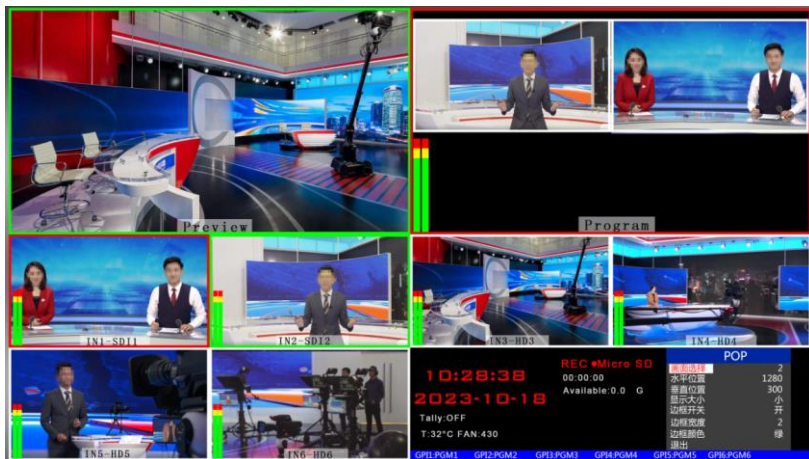 Preview
Program
IN1-SDI1
IN2-SDI2
IN3-HD3
IN4-HD4
IN5-HD5
IN6-HD6
10:28:38
2023-10-18
Tally:OFF
T:32°C FAN:430
REC ●Micro SD
00:00:00
Available:0.0 G
POP
画面选择 2
水平位置 1280
垂直位置 300
显示大小 小
边框开关 开
边框宽度 2
边框颜色 绿
退出
GPI1:PGM1 GPI2:PGM2 GPI3:PGM3 GPI4:PGM4 GPI5:PGM5 GPI6:PGM6